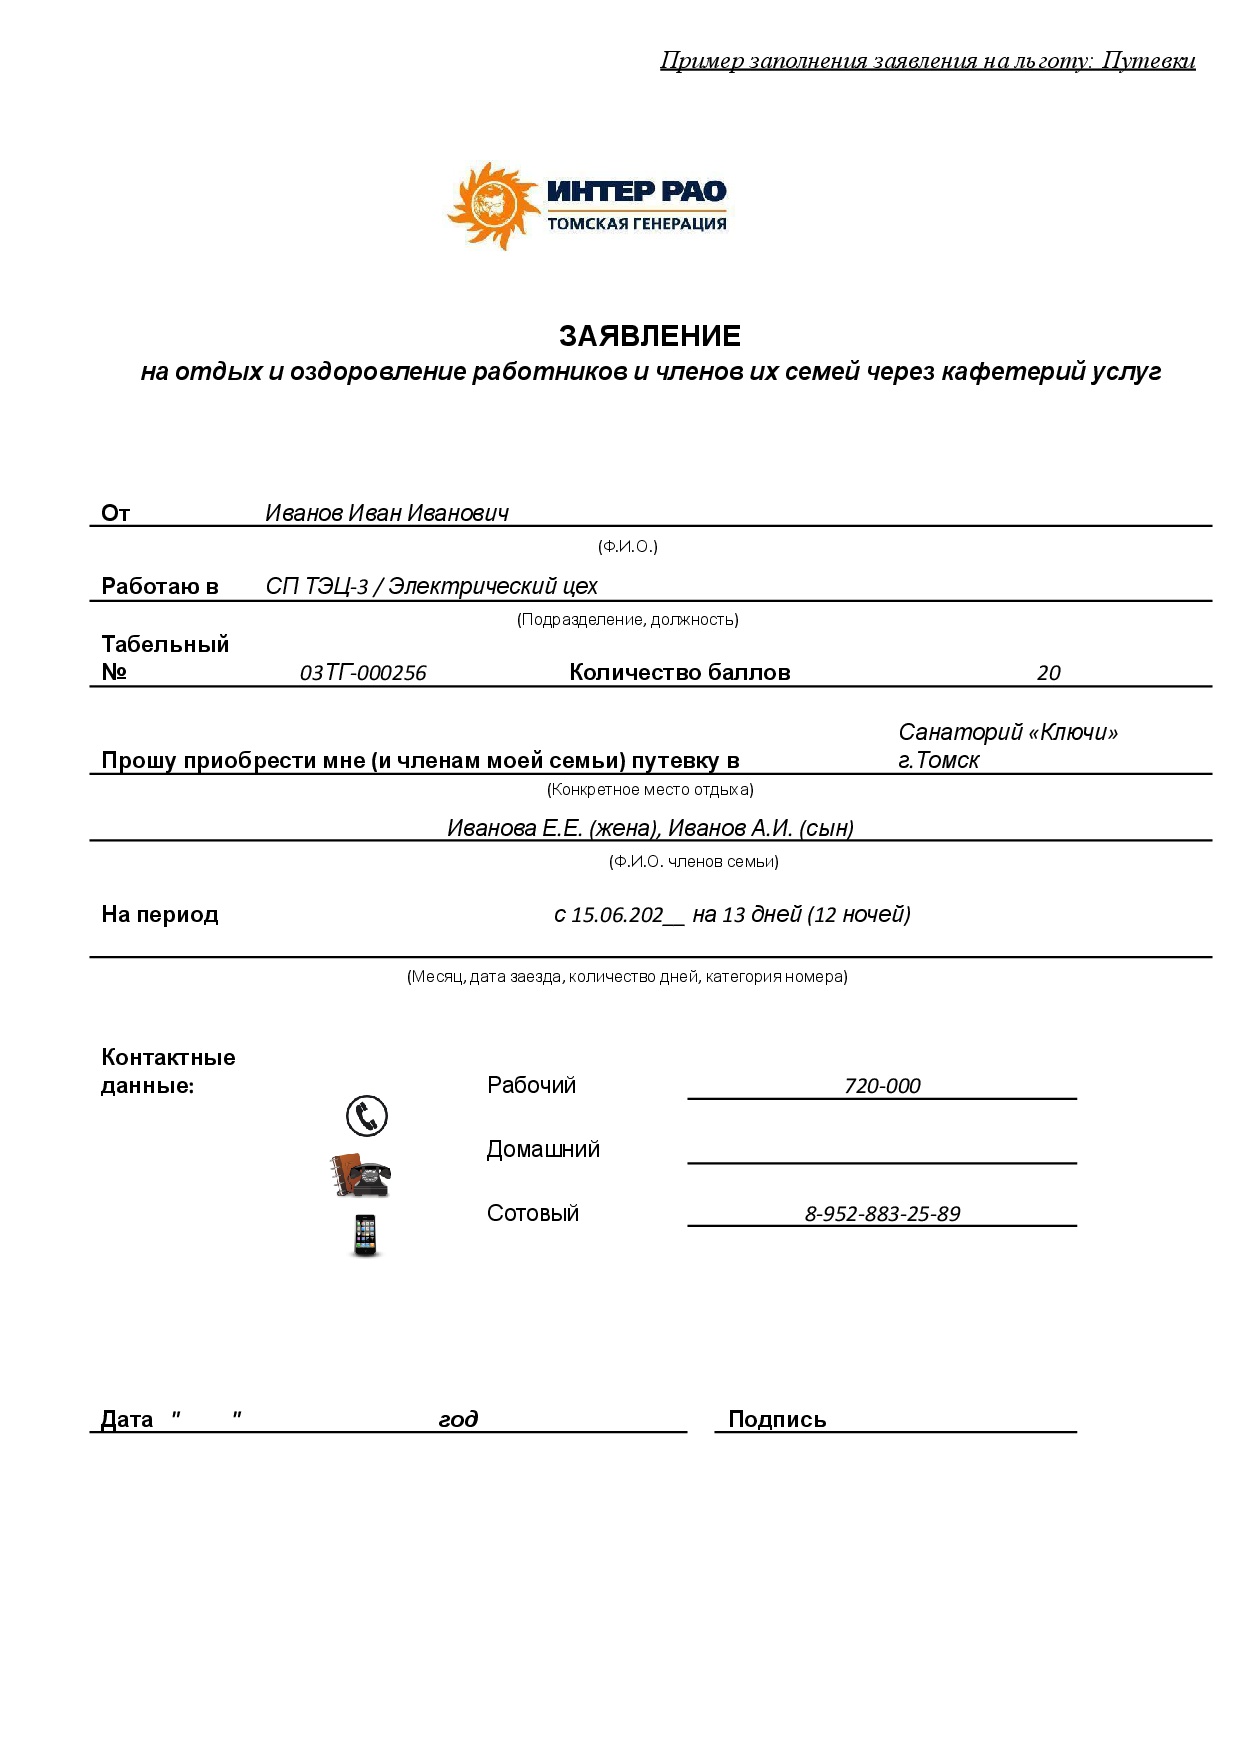 Пример заполнения заявления на льготу: Путевки
ИНТЕР РАО
ТОМСКАЯ ГЕНЕРАЦИЯ
ЗАЯВЛЕНИЕ
на отдых и оздоровление работников и членов их семей через кафетерий услуг
От Иванов Иван Иванович
(Ф.И.О.)
Работаю в СП ТЭЦ-3 / Электрический цех
(Подразделение, должность)
Табельный
№ 03ТГ-000256 Количество баллов 20
Санаторий «Ключи»
Прошу приобрести мне (и членам моей семьи) путевку в г.Томск
(Конкретное место отдыха)
Иванова Е.Е. (жена), Иванов А.И. (сын)
(Ф.И.О. членов семьи)
На период с 15.06.202__ на 13 дней (12 ночей)
(Месяц, дата заезда, количество дней, категория номера)
Контактные
данные: Рабочий 720-000
Домашний
Сотовый 8-952-883-25-89
Дата " " год Подпись